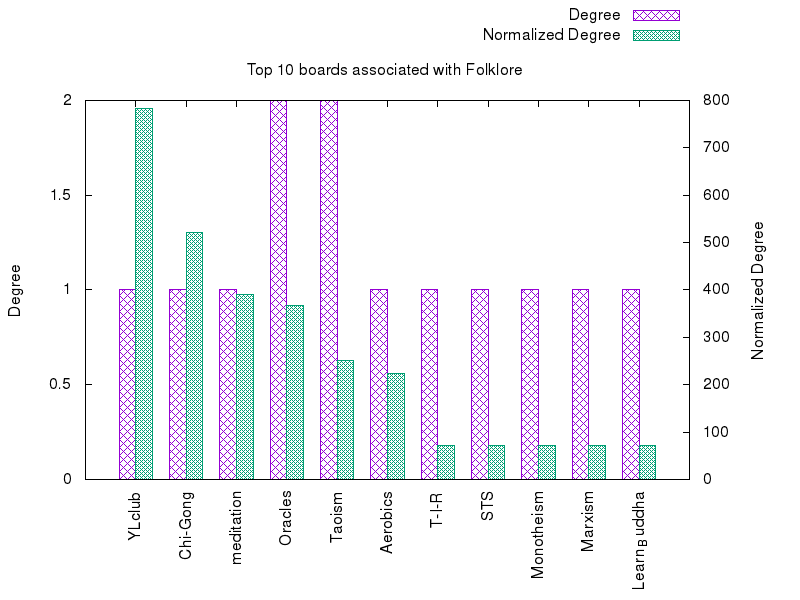 Degree
Normalized Degree
Top 10 boards associated with Folklore
2
1.5
1
0.5
0
Degree
800
700
600
500
400
300
200
100
0
Normalized Degree
YLclub
Chi-Gong
meditation
Oracles
Taoism
Aerobics
T-I-R
STS
Monotheism
Marxism
LearnBuddha